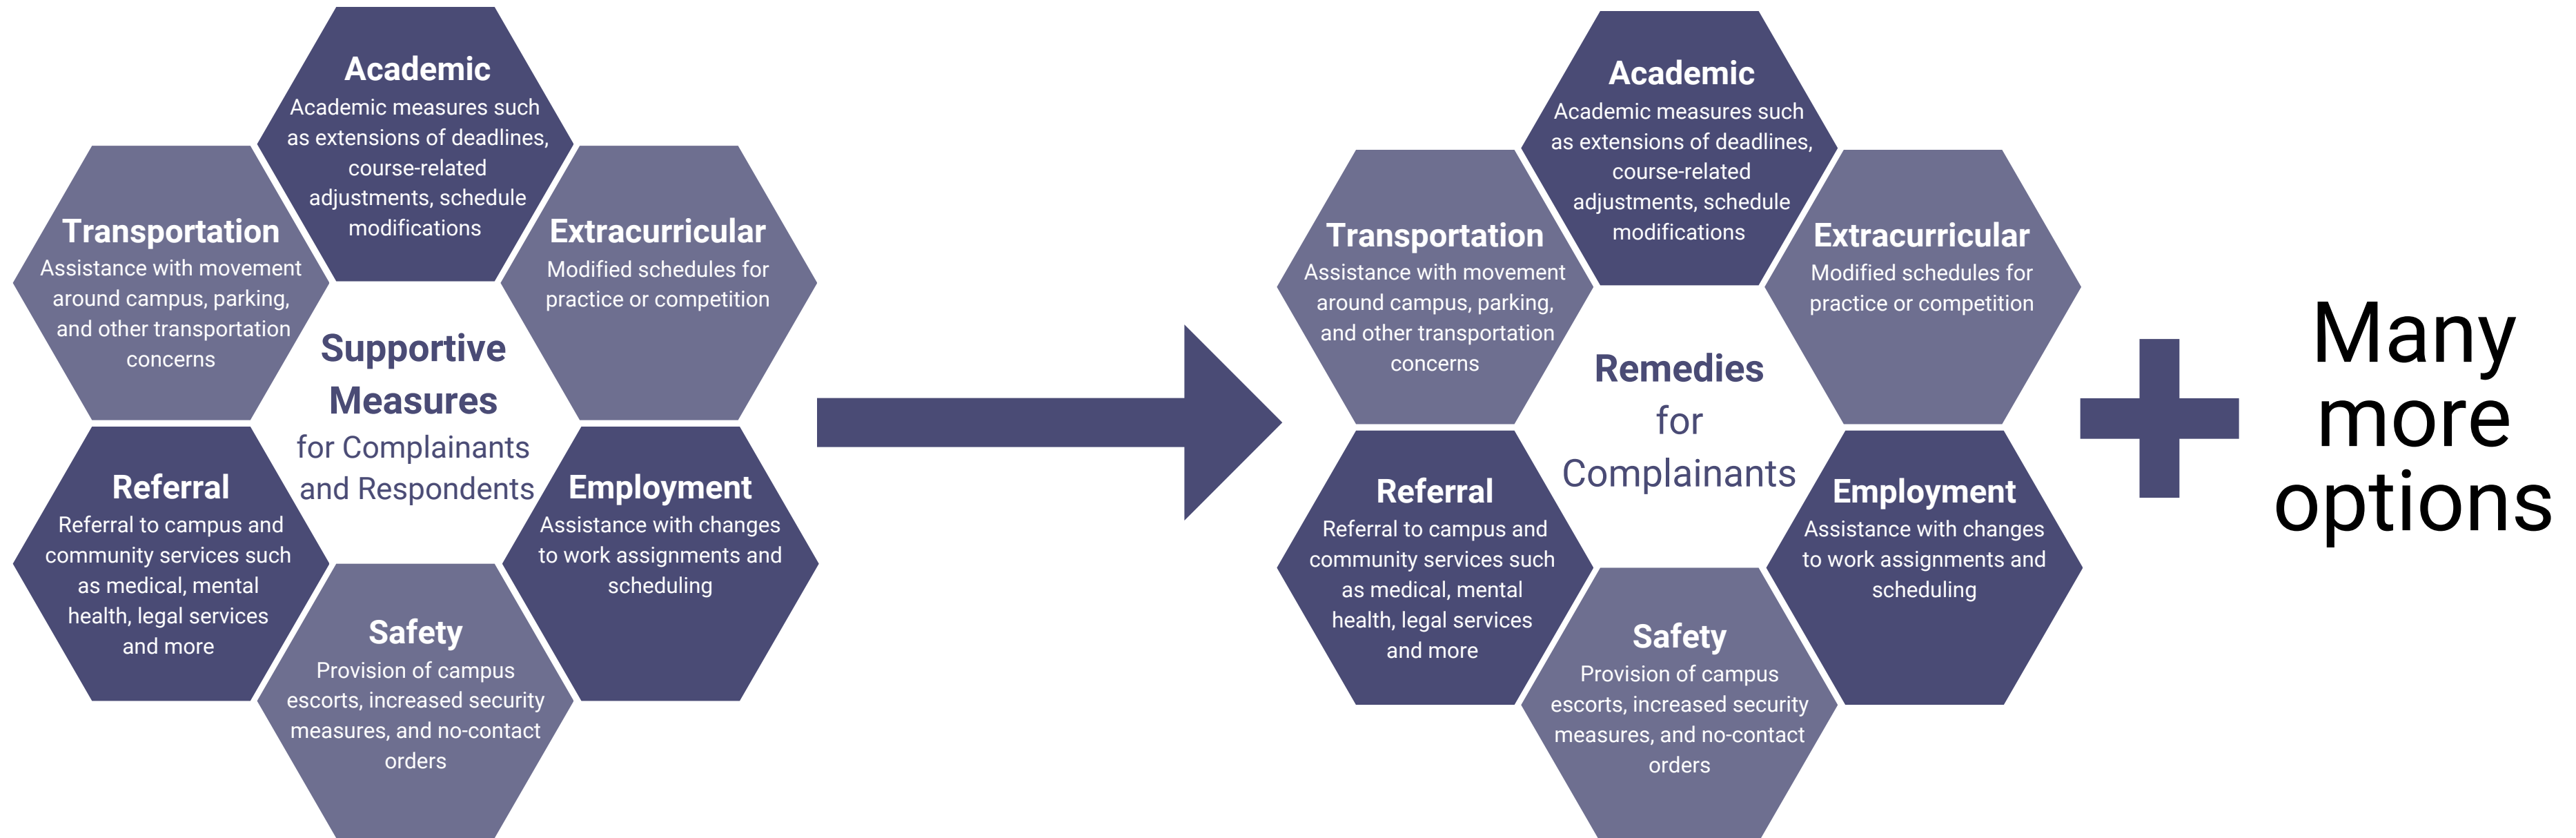 Academic
Academic measures such
as extensions of deadlines,
course-related
adjustments, schedule
modifications
Transportation
Assistance with movement
around campus, parking,
and other transportation
concerns
Extracurricular
Modified schedules for
practice or competition
Supportive
Measures
for Complainants
and Respondents
Referral
Referral to campus and
community services such
as medical, mental
health, legal services
and more
Employment
Assistance with changes
to work assignments and
scheduling
Safety
Provision of campus
escorts, increased security
measures, and no-contact
orders
Academic
Academic measures such
as extensions of deadlines,
course-related
adjustments, schedule
modifications
Transportation
Assistance with movement
around campus, parking,
and other transportation
concerns
Extracurricular
Modified schedules for
practice or competition
Remedies
for
Complainants
Referral
Referral to campus and
community services such
as medical, mental
health, legal services
and more
Employment
Assistance with changes
to work assignments and
scheduling
Safety
Provision of campus
escorts, increased security
measures, and no-contact
orders
Many
more
options